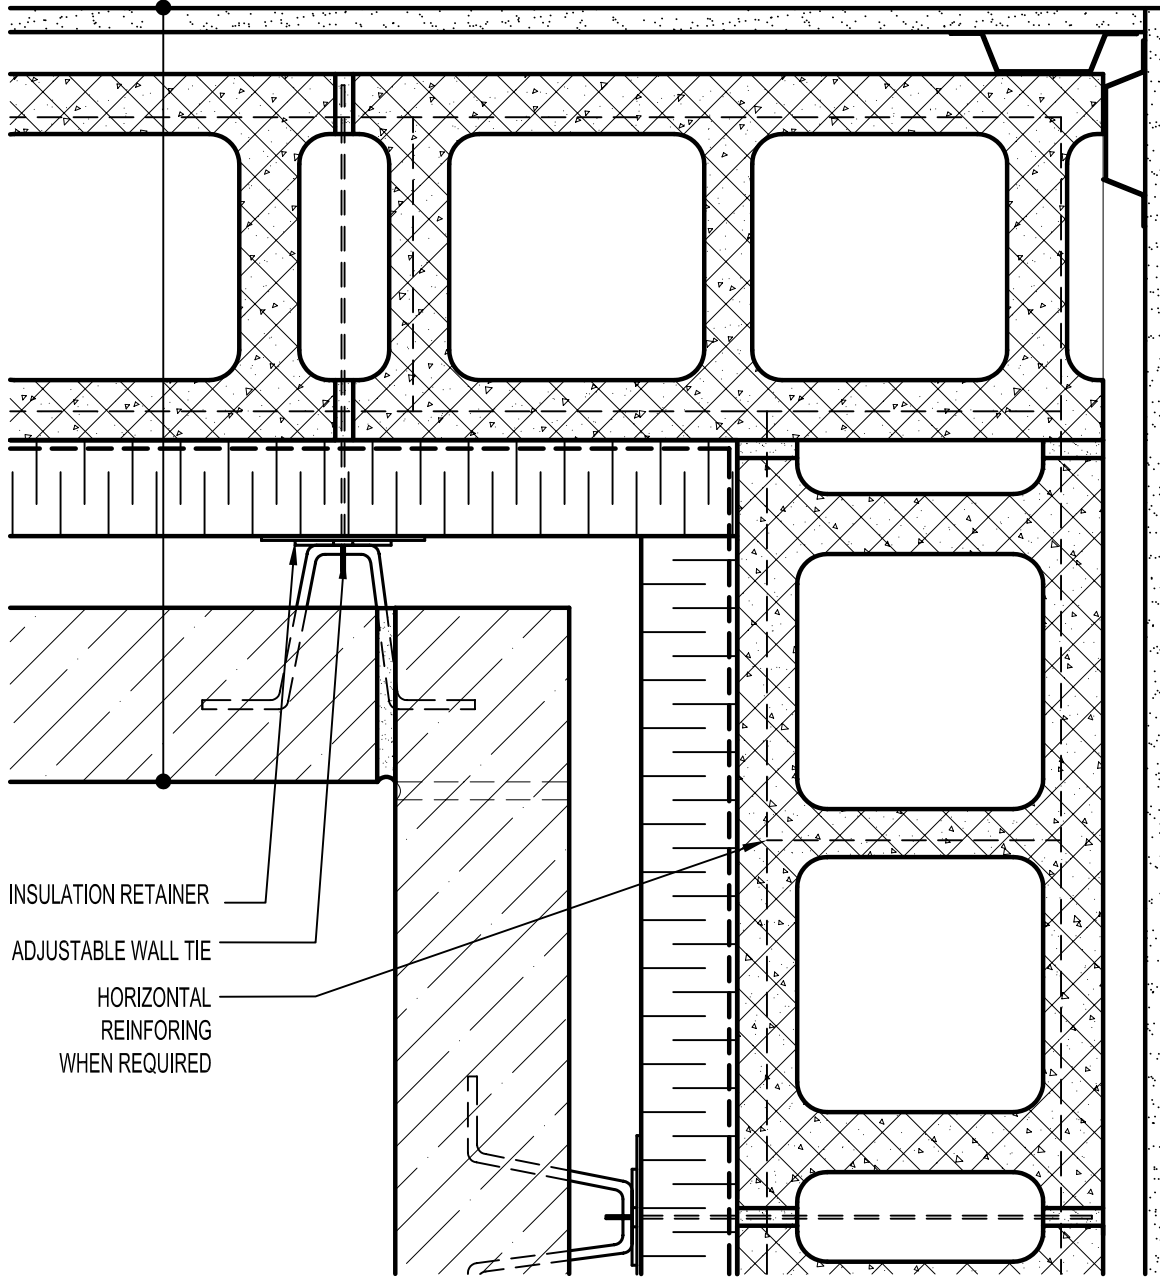 INSULATION RETAINER
ADJUSTABLE WALL TIE
HORIZONTAL
REINFORING
WHEN REQUIRED